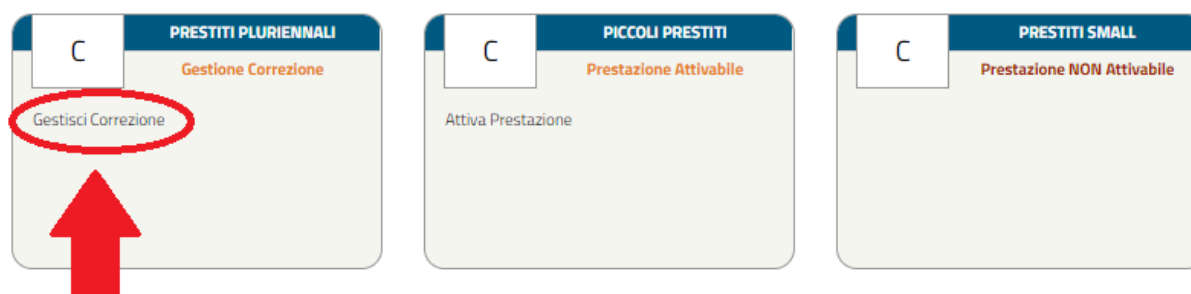 C
PRESTITI PLURIENNALI
Gestione Correzione
Gestisci Correzione
C
PICCOLI PRESTITI
Prestazione Attivabile
Attiva Prestazione
C
PRESTITI SMALL
Prestazione NON Attivabile